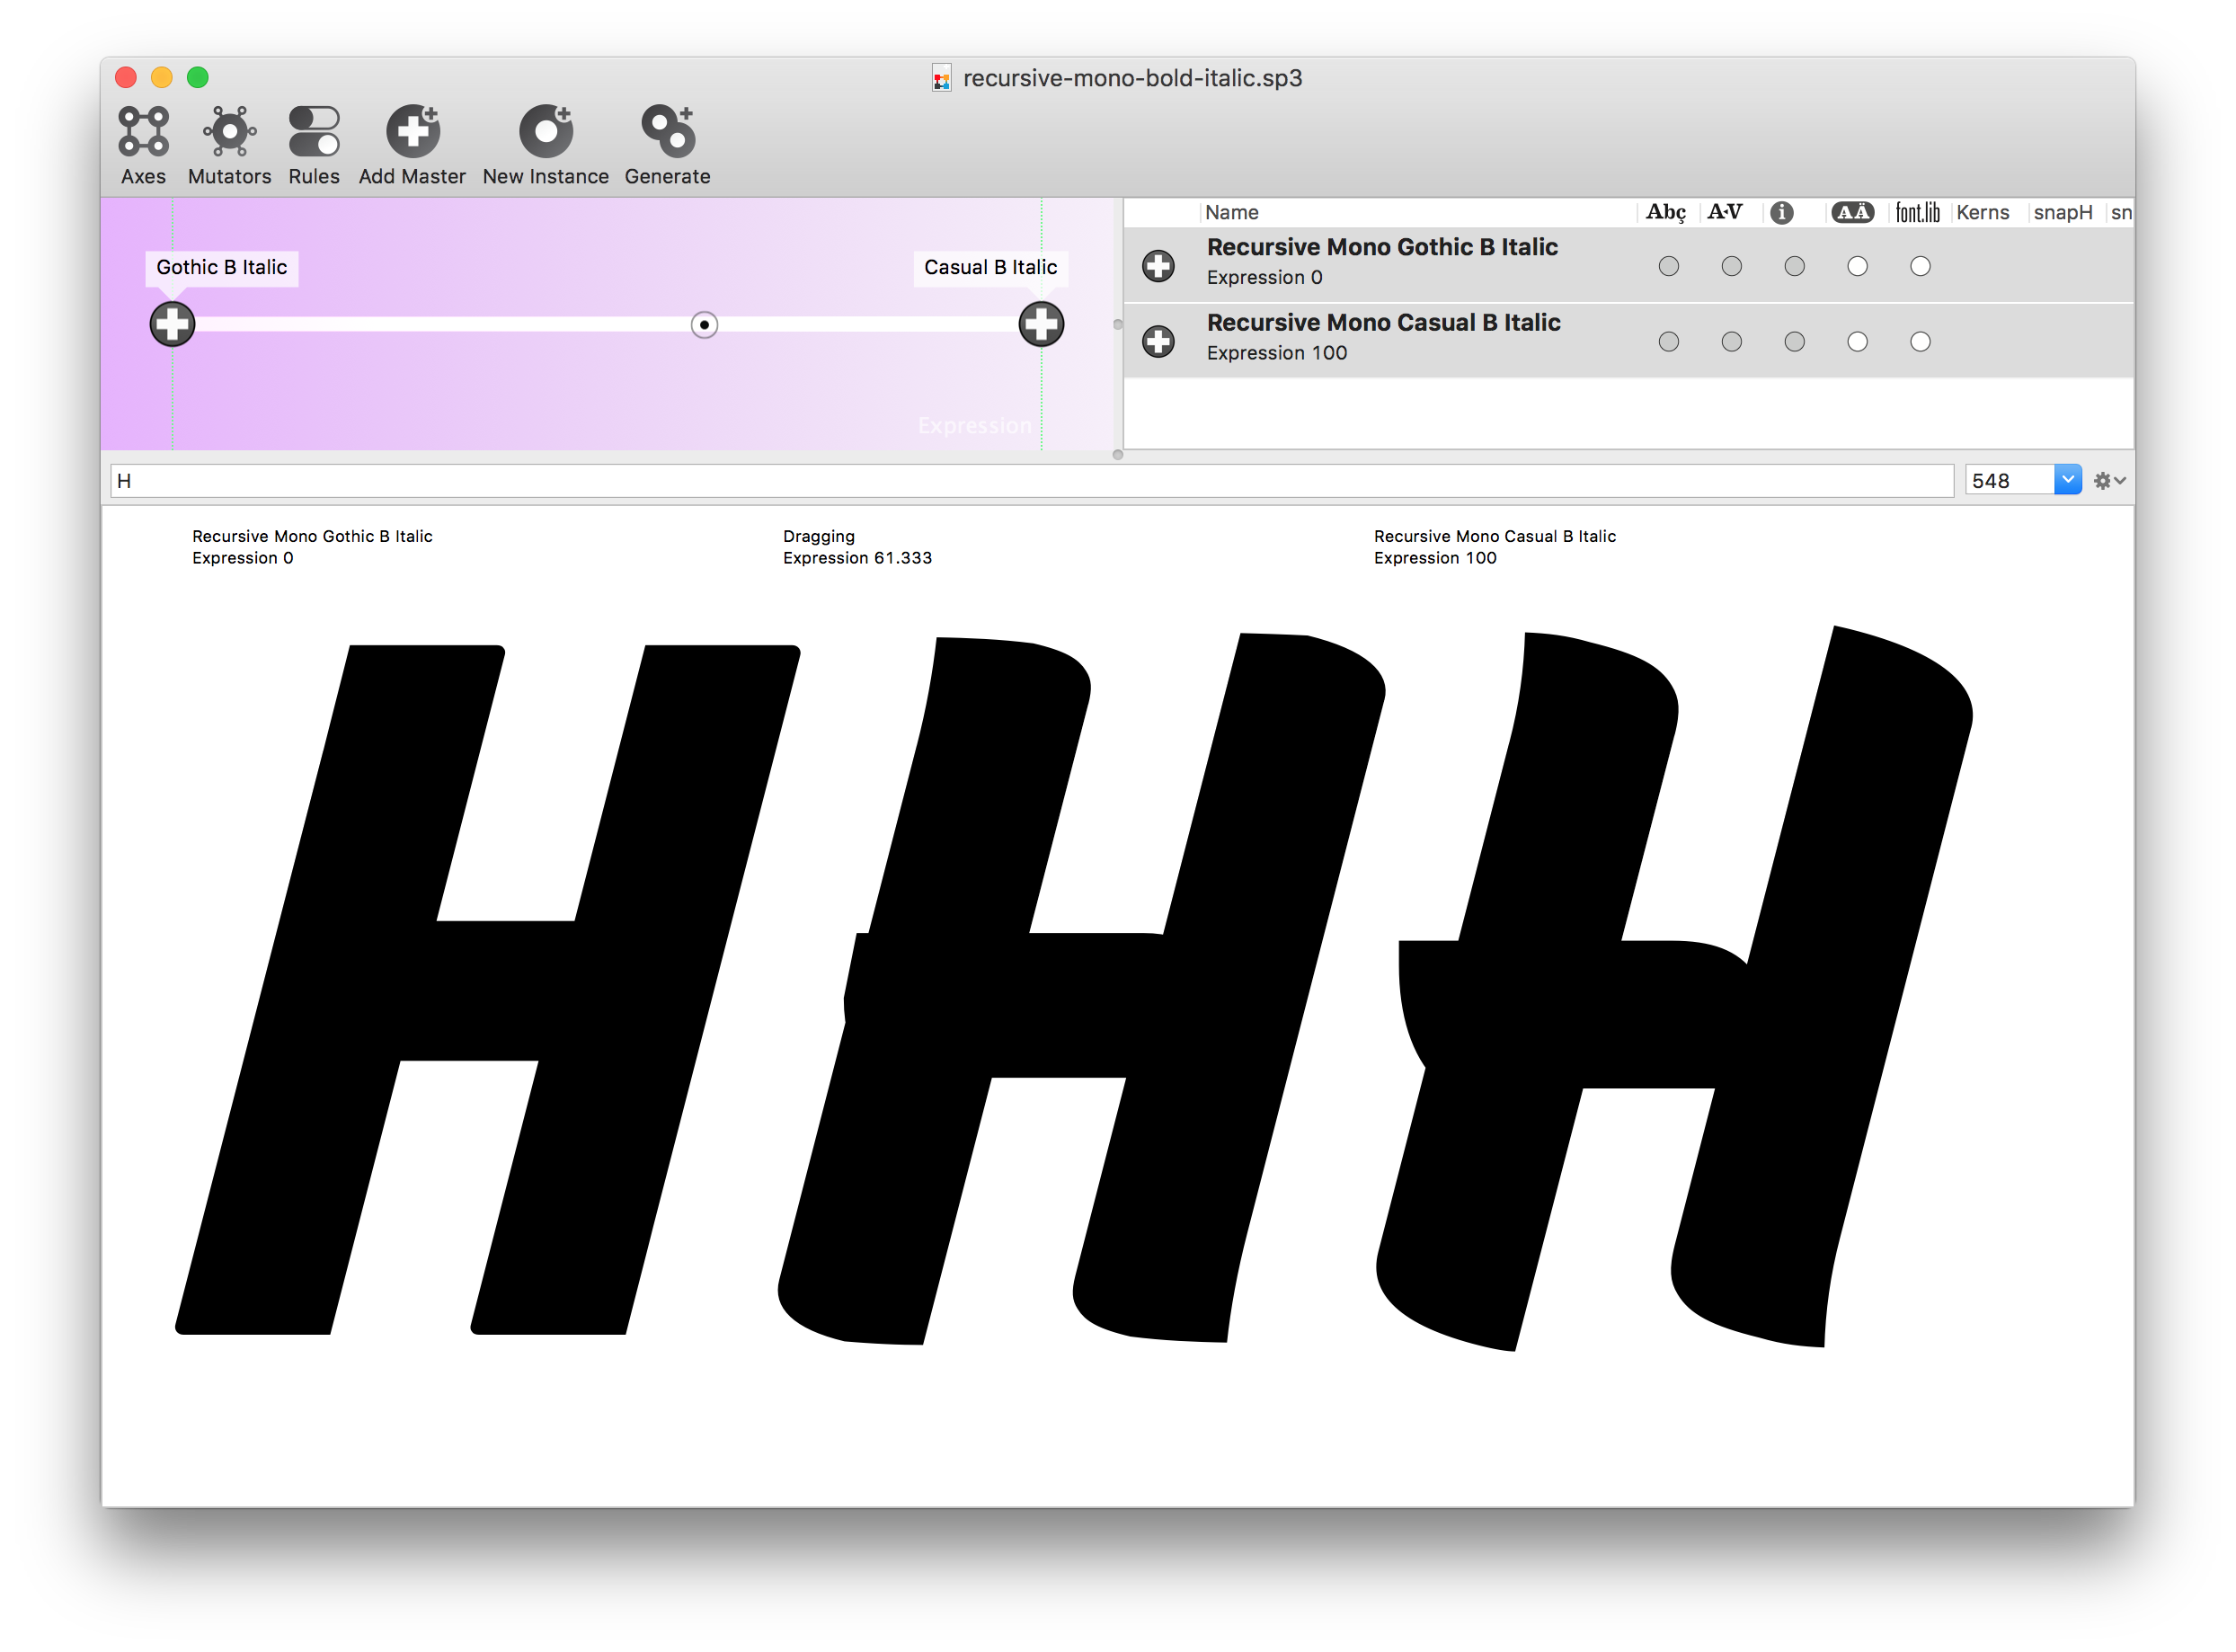 recursive-mono-bold-italic.sp3
Axes Mutators Rules Add Master New Instance Generate
Gothic B Italic Casual B Italic
Expression
Name Abç A·V i AÄ font.lib Kerns snapH sn
Recursive Mono Gothic B Italic
Expression 0
Recursive Mono Casual B Italic
Expression 100
H 548
Recursive Mono Gothic B Italic Dragging Recursive Mono Casual B Italic
Expression 0 Expression 61.333 Expression 100
H H H